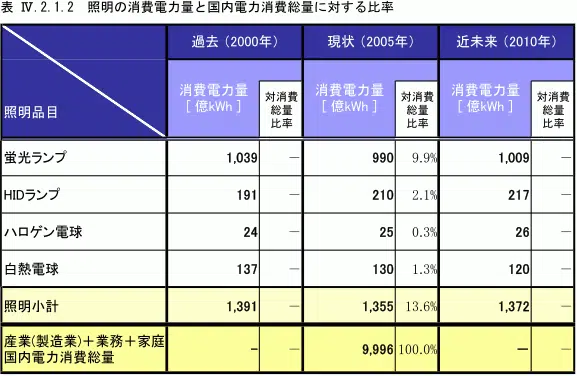 表 Ⅳ.2.1.2 照明の消費電力量と国内電力消費総量に対する比率
過去(2000年) 現状(2005年) 近未来(2010年)
照明品目 消費電力量[億kWh] 対消費総量比率 消費電力量[億kWh] 対消費総量比率 消費電力量[億kWh] 対消費総量比率
蛍光ランプ 1,039 － 990 9.9% 1,009 －
HIDランプ 191 － 210 2.1% 217 －
ハロゲン電球 24 － 25 0.3% 26 －
白熱電球 137 － 130 1.3% 120 －
照明小計 1,391 － 1,355 13.6% 1,372 －
産業(製造業)＋業務＋家庭
国内電力消費総量 - － 9,996 100.0% － －